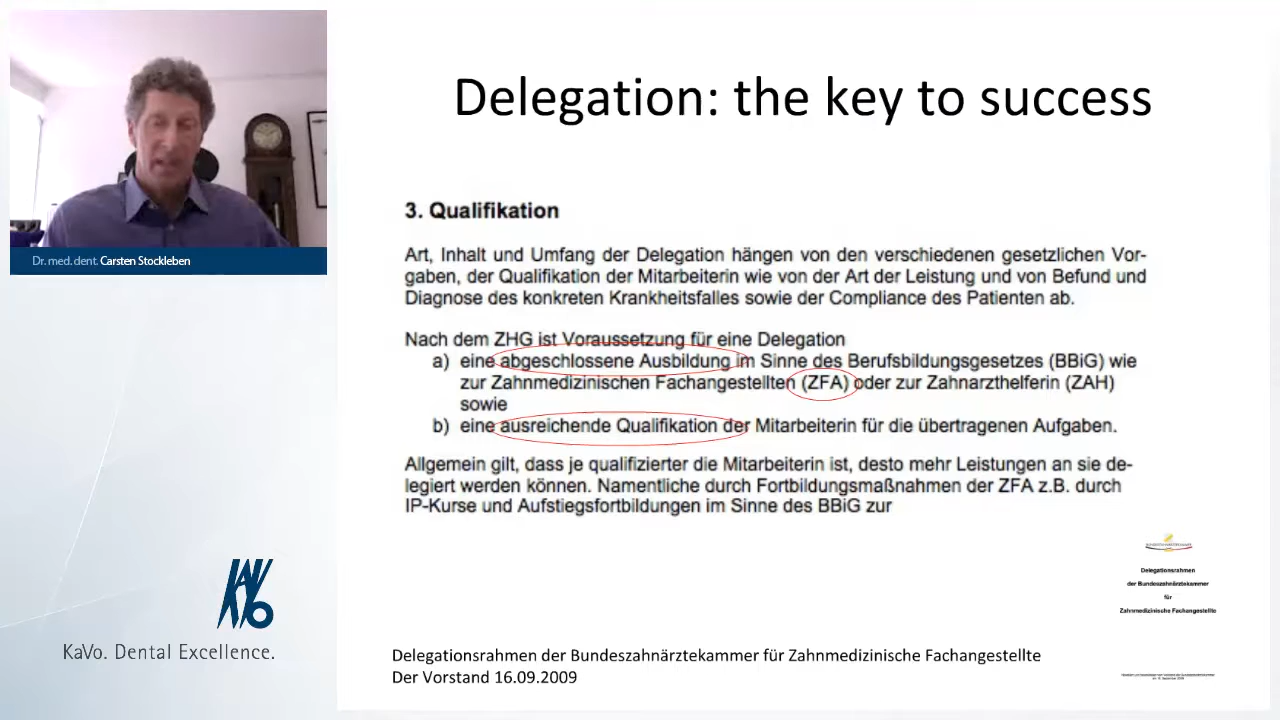 Delegation: the key to success
Dr. med. dent. Carsten Stockleben
3. Qualifikation
Art, Inhalt und Umfang der Delegation hängen von den verschiedenen gesetzlichen Vor-
gaben, der Qualifikation der Mitarbeiterin wie von der Art der Leistung und von Befund und
Diagnose des konkreten Krankheitsfalles sowie der Compliance des Patienten ab.
Nach dem ZHG ist Voraussetzung für eine Delegation
a) eine abgeschlossene Ausbildung im Sinne des Berufsbildungsgesetzes (BBiG) wie
zur Zahnmedizinischen Fachangestellten (ZFA) oder zur Zahnarzthelferin (ZAH)
sowie
b) eine ausreichende Qualifikation der Mitarbeiterin für die übertragenen Aufgaben.
Allgemein gilt, dass je qualifizierter die Mitarbeiterin ist, desto mehr Leistungen an sie de-
legiert werden können. Namentliche durch Fortbildungsmaßnahmen der ZFA z.B. durch
IP-Kurse und Aufstiegsfortbildungen im Sinne des BBiG zur
Delegationsrahmen
der Bundeszahnärztekammer
für
Zahnmedizinische Fachangestellte
KaVo
KaVo. Dental Excellence.
Delegationsrahmen der Bundeszahnärztekammer für Zahnmedizinische Fachangestellte
Der Vorstand 16.09.2009